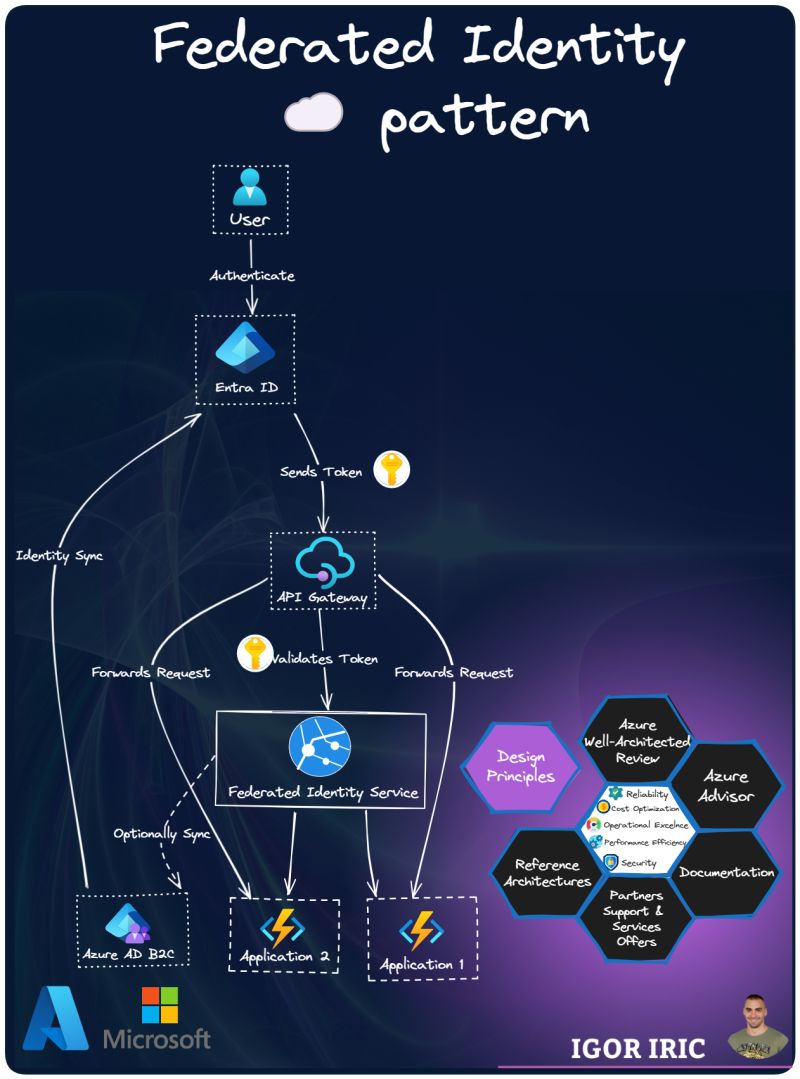 Federated Identity
pattern
User
Authenticate
Entra ID
Sends Token
Identity Sync
API Gateway
Validates Token
Forwards Request
Forwards Request
Federated Identity Service
Optionally Sync
Azure AD B2C
Application 2
Application 1
Design
Principles
Azure
Well-Architected
Review
Azure
Advisor
Reliability
Cost Optimization
Operational Excelnce
Performance Efficiency
Security
Reference
Architectures
Documentation
Partners
Support &
Services
Offers
Microsoft
IGOR IRIC